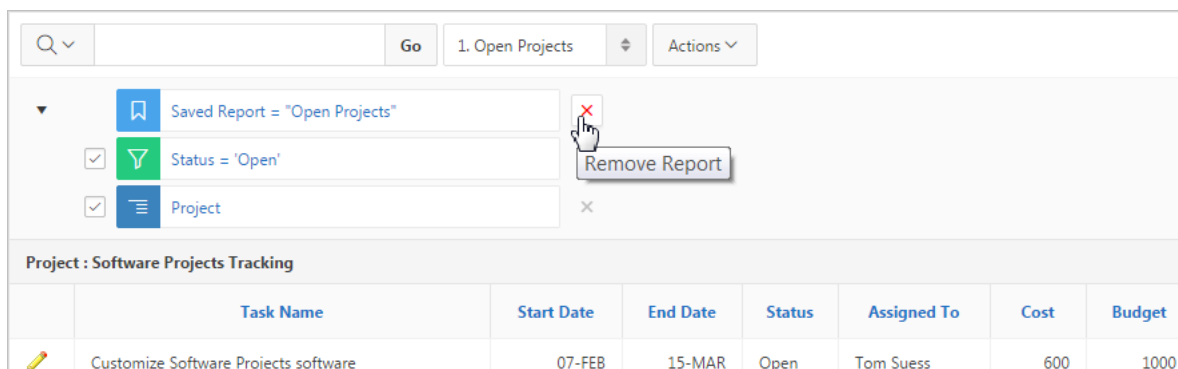 Go 1. Open Projects Actions
Saved Report = "Open Projects"
Status = 'Open'
Remove Report
Project
Project : Software Projects Tracking
Task Name Start Date End Date Status Assigned To Cost Budget
Customize Software Projects software 07-FEB 15-MAR Open Tom Suess 600 1000